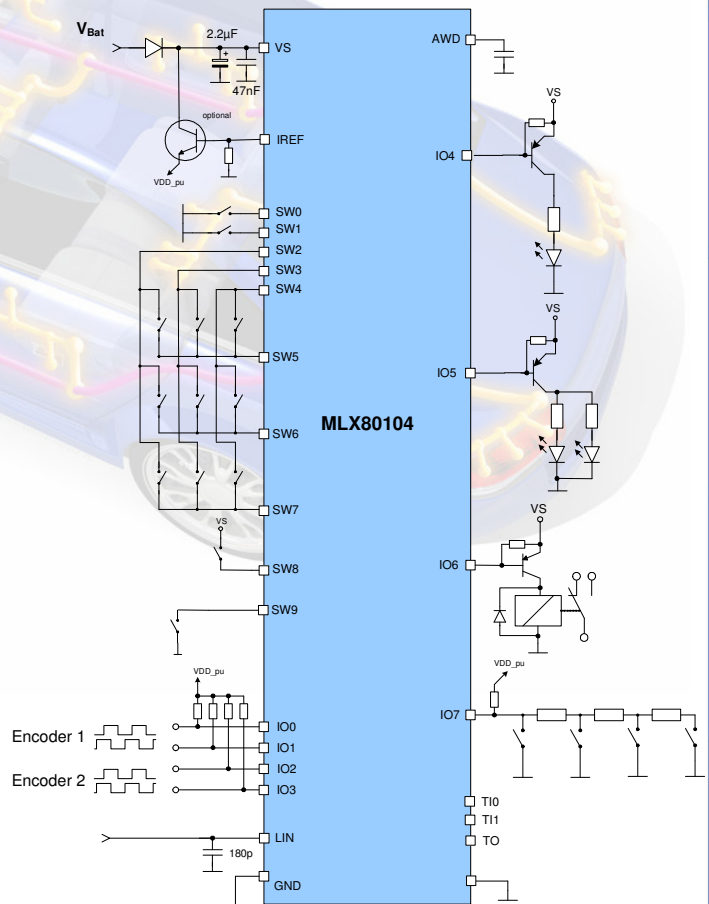 V_Bat
2.2µF
+
VS
AWD
47nF
VS
optional
IREF
IO4
VDD_pu
SW0
SW1
SW2
SW3
SW4
VS
SW5
IO5
MLX80104
SW6
SW7
VS
VS
IO6
SW8
SW9
VDD_pu
VDD_pu
IO7
IO0
Encoder 1
IO1
IO2
Encoder 2
IO3
TI0
TI1
LIN
TO
180p
GND